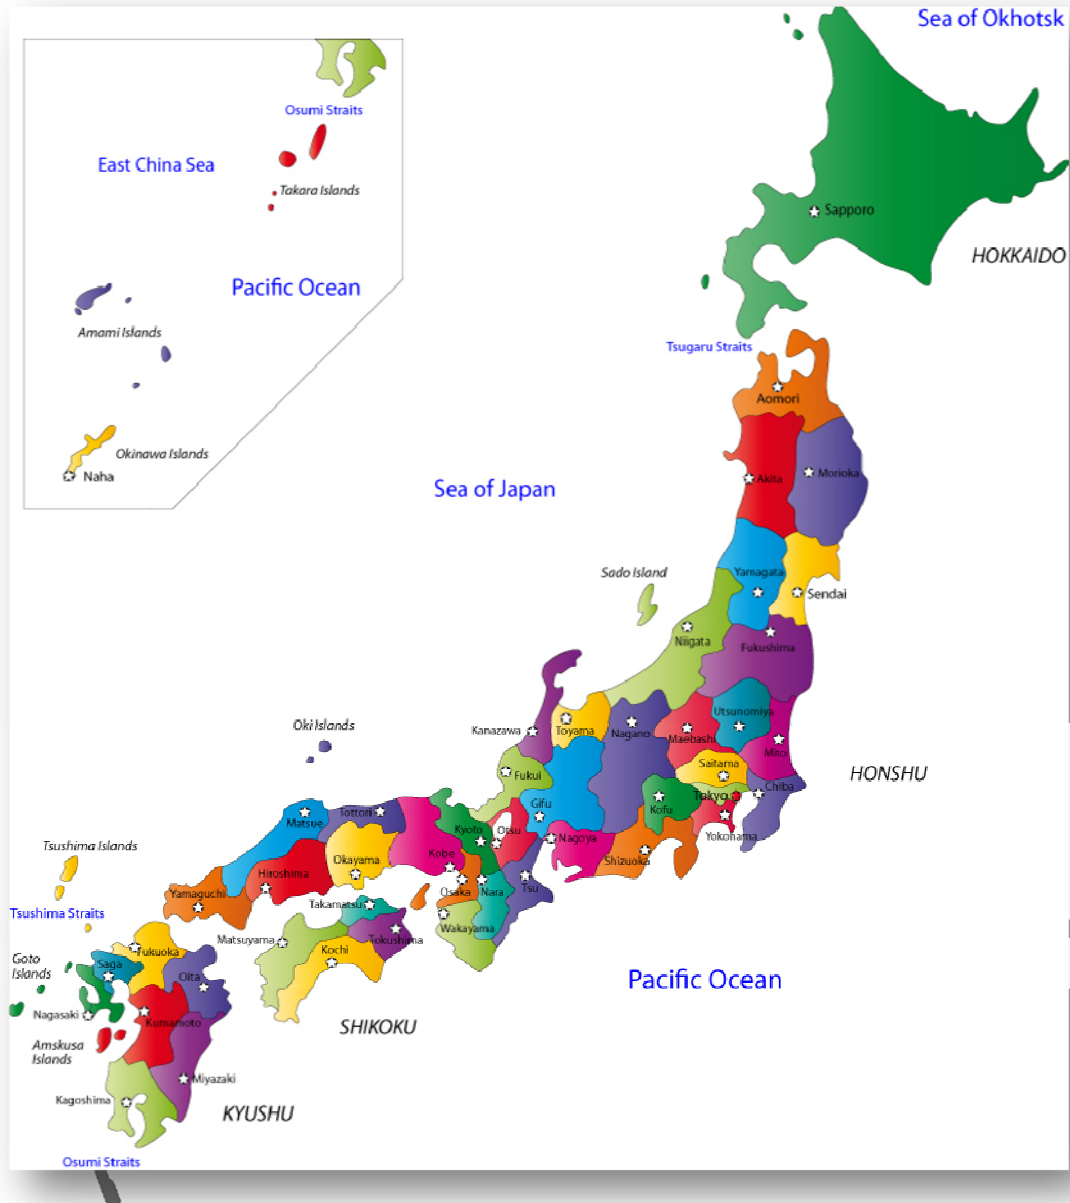 Sea of Okhotsk
Osumi Straits
East China Sea
Takara Islands
Sapporo
HOKKAIDO
Pacific Ocean
Amami Islands
Tsugaru Straits
Aomori
Okinawa Islands
Naha
Akita
Morioka
Sea of Japan
Sado Island
Yamagata
Sendai
Niigata
Fukushima
Utsunomiya
Oki Islands
Kanazawa
Toyama
Nagano
Maebashi
Mito
Saitama
Fukui
HONSHU
Chiba
Tokyo
Gifu
Kofu
Tottori
Matsue
Kyoto
Otsu
Nagoya
Yokohama
Tsushima Islands
Okayama
Kobe
Shizuoka
Hiroshima
Yamaguchi
Osaka
Nara
Tsu
Takamatsu
Tsushima Straits
Wakayama
Matsuyama
Tokushima
Kochi
Fukuoka
Goto
Islands
Saga
Oita
Pacific Ocean
Nagasaki
Kumamoto
SHIKOKU
Amskusa
Islands
Miyazaki
Kagoshima
KYUSHU
Osumi Straits